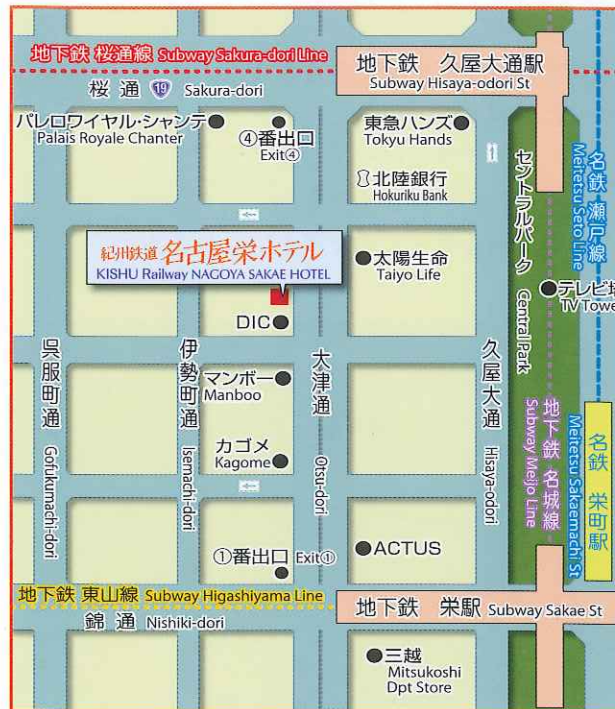 地下鉄 桜通線 Subway Sakura-dori Line
地下鉄 久屋大通駅
Subway Hisaya-odori St
桜通 19 Sakura-dori
パレロワイヤル・シャンテ
Palais Royale Chanter
④番出口
Exit④
東急ハンズ
Tokyu Hands
北陸銀行
Hokuriku Bank
セントラルパーク Central Park
名鉄 瀬戸線
Meitetsu Seto Line
紀州鉄道 名古屋栄ホテル
KISHU Railway NAGOYA SAKAE HOTEL
太陽生命
Taiyo Life
テレビ塔
TV Towe
DIC
呉服町通 Gofukumachi-dori
伊勢町通 Isemachi-dori
大津通 Otsu-dori
久屋大通 Hisaya-odori
マンボー
Manboo
カゴメ
Kagome
地下鉄 名城線
Subway Meijo Line
名鉄 栄町駅
Meitetsu Sakaemachi St
①番出口 Exit①
ACTUS
地下鉄 東山線 Subway Higashiyama Line
地下鉄 栄駅 Subway Sakae St
錦通 Nishiki-dori
三越
Mitsukoshi
Dpt Store